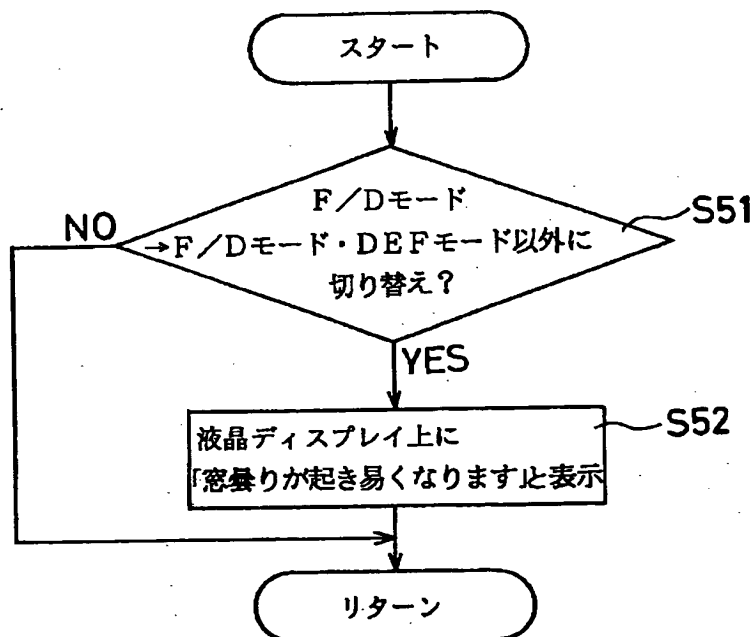 スタート
F/Dモード
→F/Dモード・DEFモード以外に
切り替え？
S51
NO
YES
液晶ディスプレイ上に
「窓曇りが起き易くなります」と表示
S52
リターン